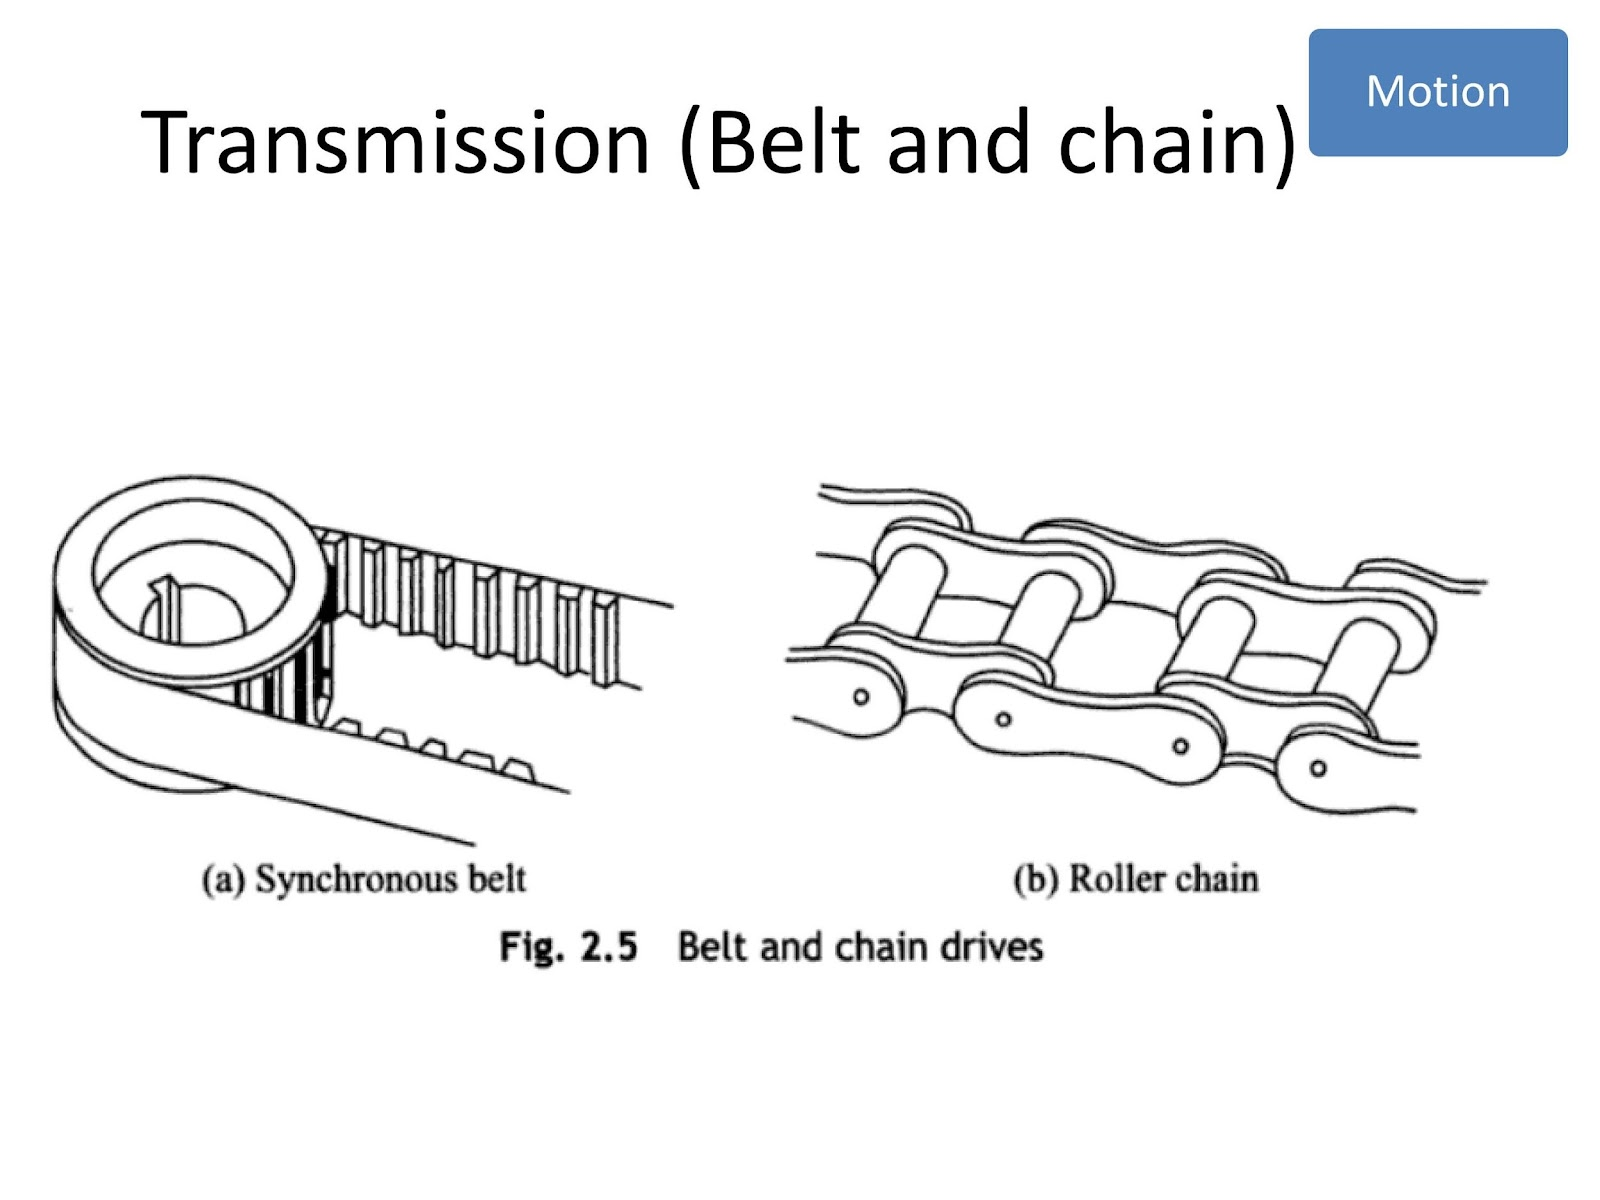 Motion
Transmission (Belt and chain)
(a) Synchronous belt
(b) Roller chain
Fig. 2.5 Belt and chain drives